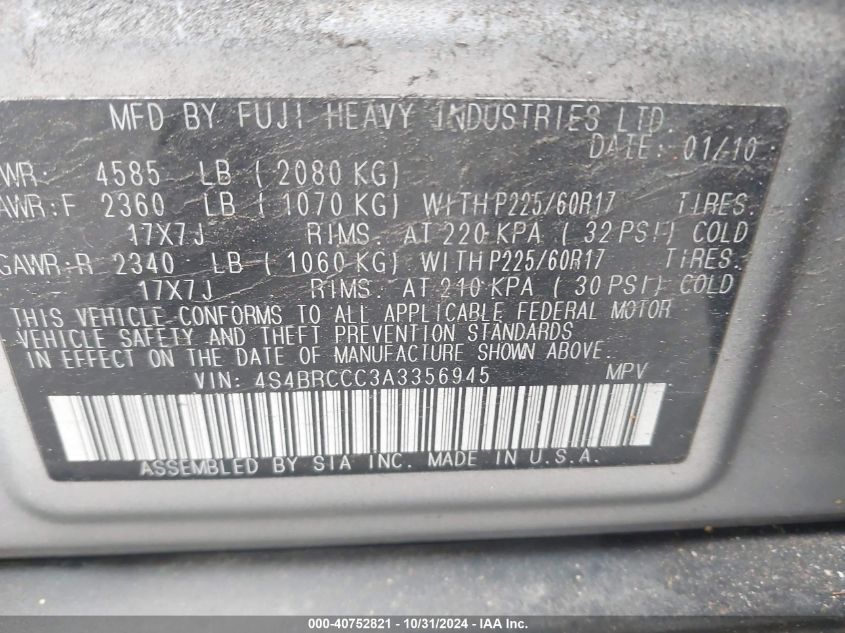 MFD BY FUJI HEAVY INDUSTRIES LTD.
DATE: 01/10
WR: 4585 LB ( 2080 KG)
AWR:F 2360 LB ( 1070 KG) WITH P225/60R17 TIRES.
17X7J RIMS. AT 220 KPA ( 32 PSI) COLD
GAWR:R 2340 LB ( 1060 KG) WITH P225/60R17 TIRES.
17X7J RIMS. AT 210 KPA ( 30 PSI) COLD
THIS VEHICLE CONFORMS TO ALL APPLICABLE FEDERAL MOTOR
VEHICLE SAFETY AND THEFT PREVENTION STANDARDS
IN EFFECT ON THE DATE OF MANUFACTURE SHOWN ABOVE.
VIN: 4S4BRCCC3A3356945 MPV
ASSEMBLED BY SIA INC. MADE IN U.S.A.
000-40752821 - 10/31/2024 - IAA Inc.